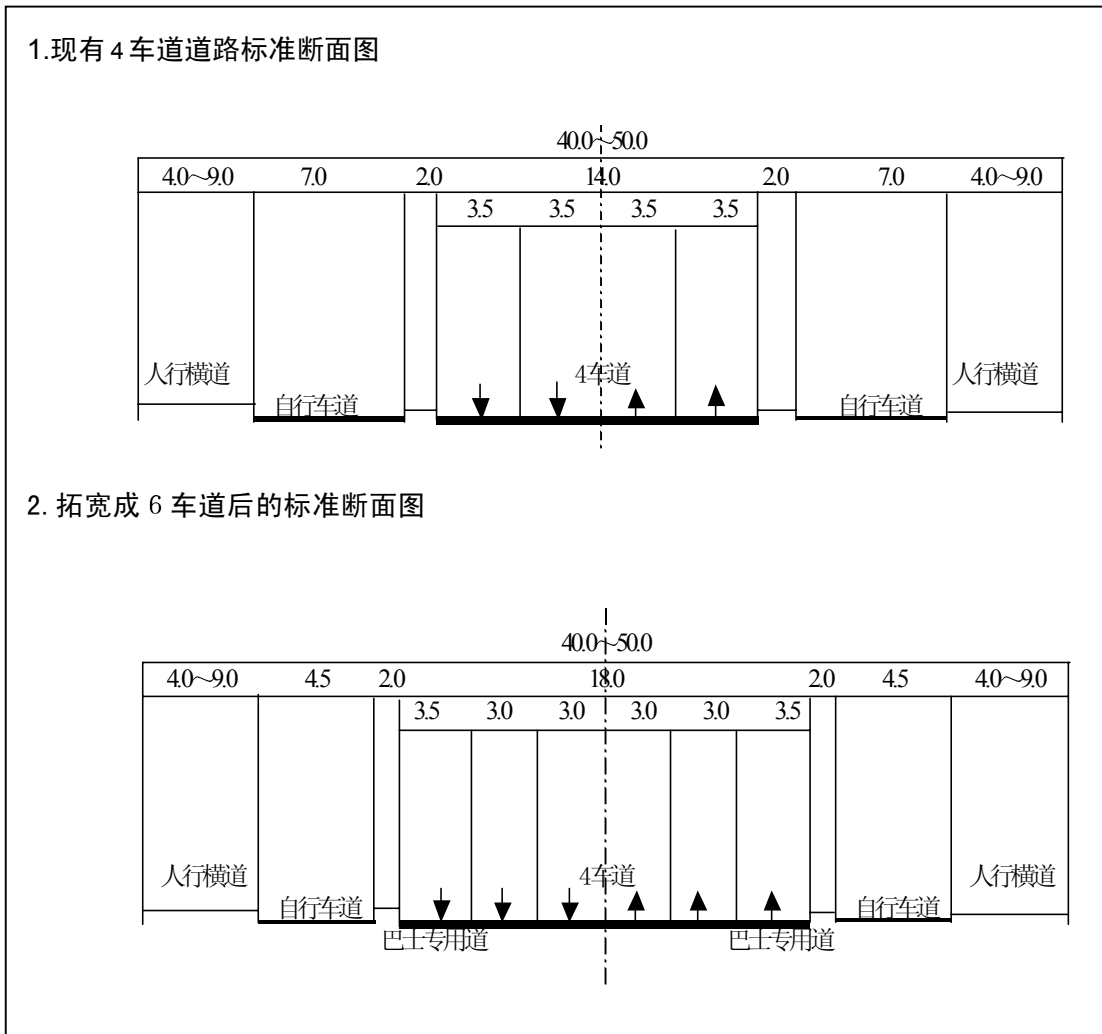 1.现有4车道道路标准断面图
40.0～50.0
4.0～9.0 7.0 2.0 14.0 2.0 7.0 4.0～9.0
3.5 3.5 3.5 3.5
人行横道 4车道 人行横道
自行车道 自行车道
2. 拓宽成 6 车道后的标准断面图
40.0～50.0
4.0～9.0 4.5 2.0 18.0 2.0 4.5 4.0～9.0
3.5 3.0 3.0 3.0 3.0 3.5
人行横道 4车道 人行横道
自行车道 自行车道
巴士专用道 巴士专用道